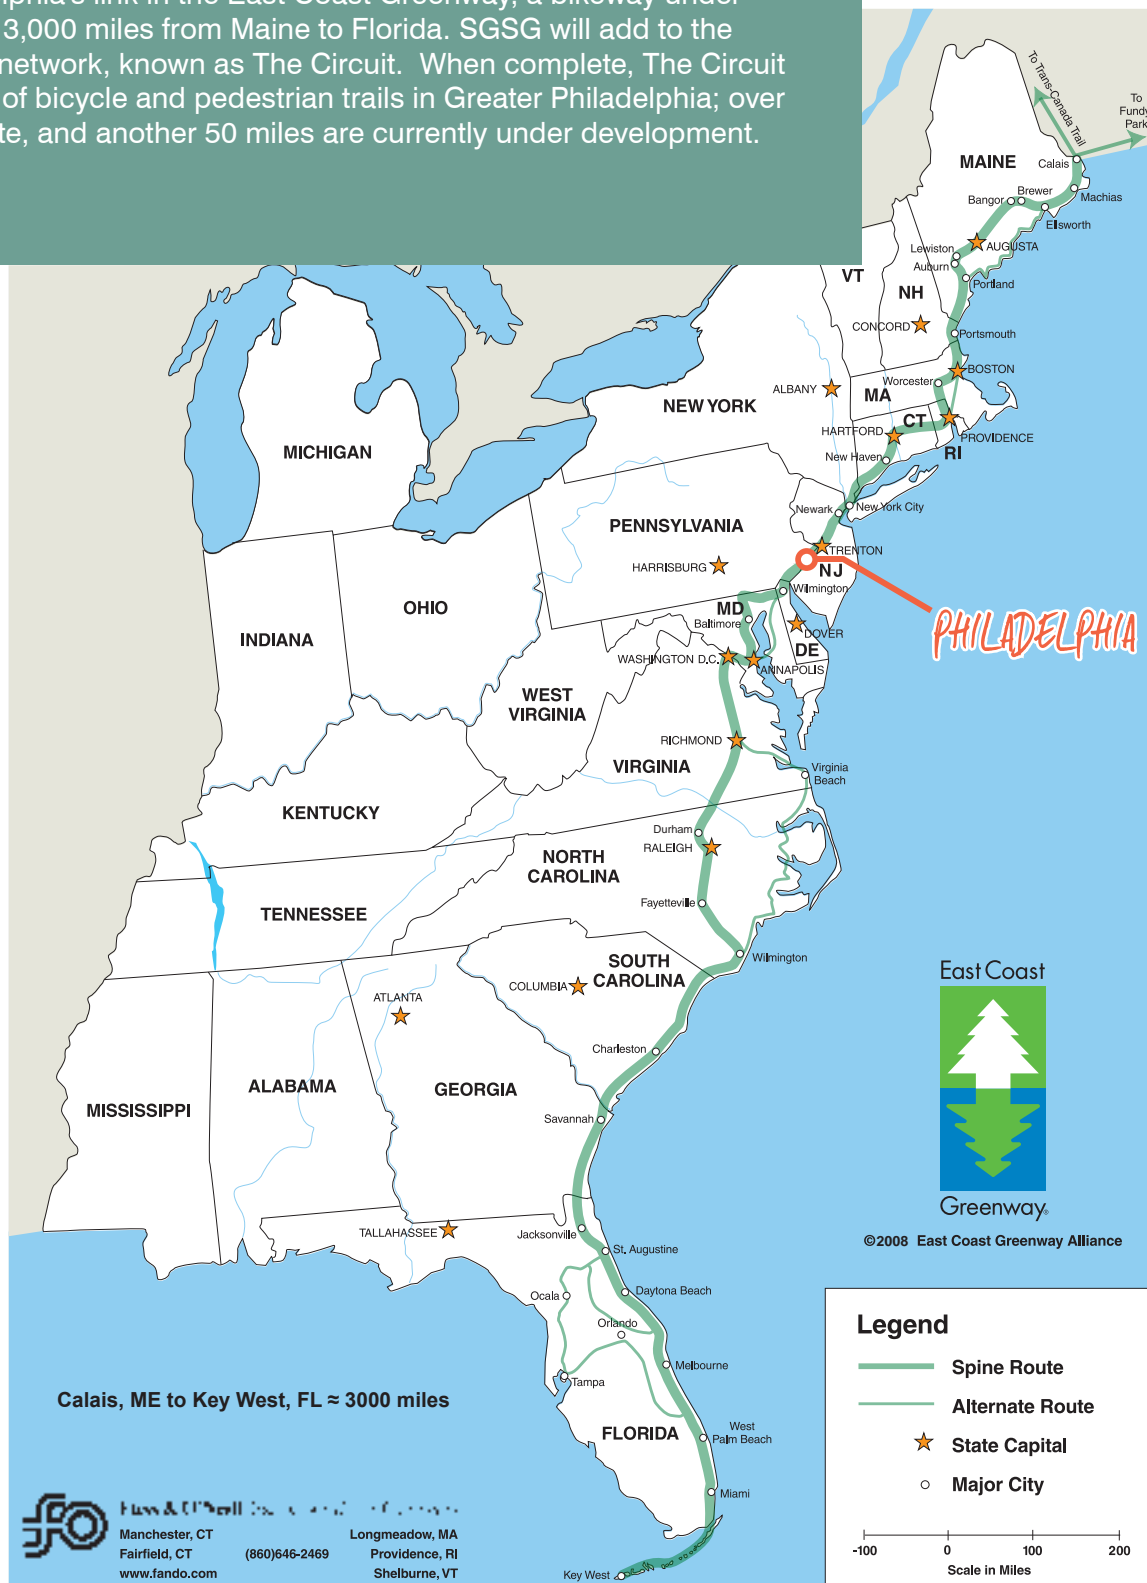 link in the East Coast Greenway, a bikeway under
3,000 miles from Maine to Florida. SGSG will add to the
network, known as The Circuit. When complete, The Circuit
of bicycle and pedestrian trails in Greater Philadelphia; over
and another 50 miles are currently under development.
To Trans-Canada Trail
To
Fundy
Park
MAINE
Calais
Bangor
Brewer
Machias
Ellsworth
AUGUSTA
Lewiston
Auburn
Portland
VT
NH
CONCORD
Portsmouth
BOSTON
Worcester
ALBANY
MA
NEW YORK
CT
HARTFORD
PROVIDENCE
RI
New Haven
MICHIGAN
New York City
Newark
PENNSYLVANIA
TRENTON
NJ
HARRISBURG
Wilmington
PHILADELPHIA
MD
Baltimore
DOVER
DE
OHIO
INDIANA
WASHINGTON D.C.
ANNAPOLIS
WEST
VIRGINIA
RICHMOND
VIRGINIA
Virginia
Beach
KENTUCKY
Durham
RALEIGH
NORTH
CAROLINA
Fayetteville
TENNESSEE
Wilmington
SOUTH
CAROLINA
COLUMBIA
ATLANTA
Charleston
ALABAMA
GEORGIA
MISSISSIPPI
Savannah
East Coast
Greenway
©2008 East Coast Greenway Alliance
TALLAHASSEE
Jacksonville
St. Augustine
Daytona Beach
Ocala
Orlando
Melbourne
Tampa
FLORIDA
West
Palm Beach
Miami
Key West
Calais, ME to Key West, FL ≈ 3000 miles
Legend
Spine Route
Alternate Route
State Capital
Major City
-100 0 100 200
Scale in Miles
Manchester, CT Longmeadow, MA
Fairfield, CT (860)646-2469 Providence, RI
www.fando.com Shelburne, VT